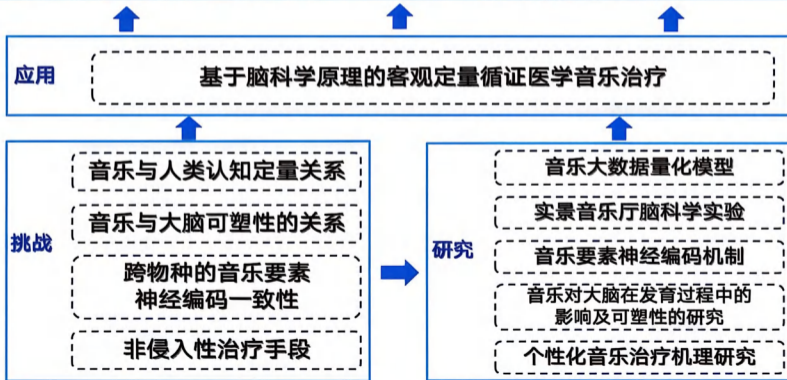 应用
基于脑科学原理的客观定量循证医学音乐治疗
挑战
音乐与人类认知定量关系
音乐与大脑可塑性的关系
跨物种的音乐要素
神经编码一致性
非侵入性治疗手段
研究
音乐大数据量化模型
实景音乐厅脑科学实验
音乐要素神经编码机制
音乐对大脑在发育过程中的
影响及可塑性的研究
个性化音乐治疗机理研究